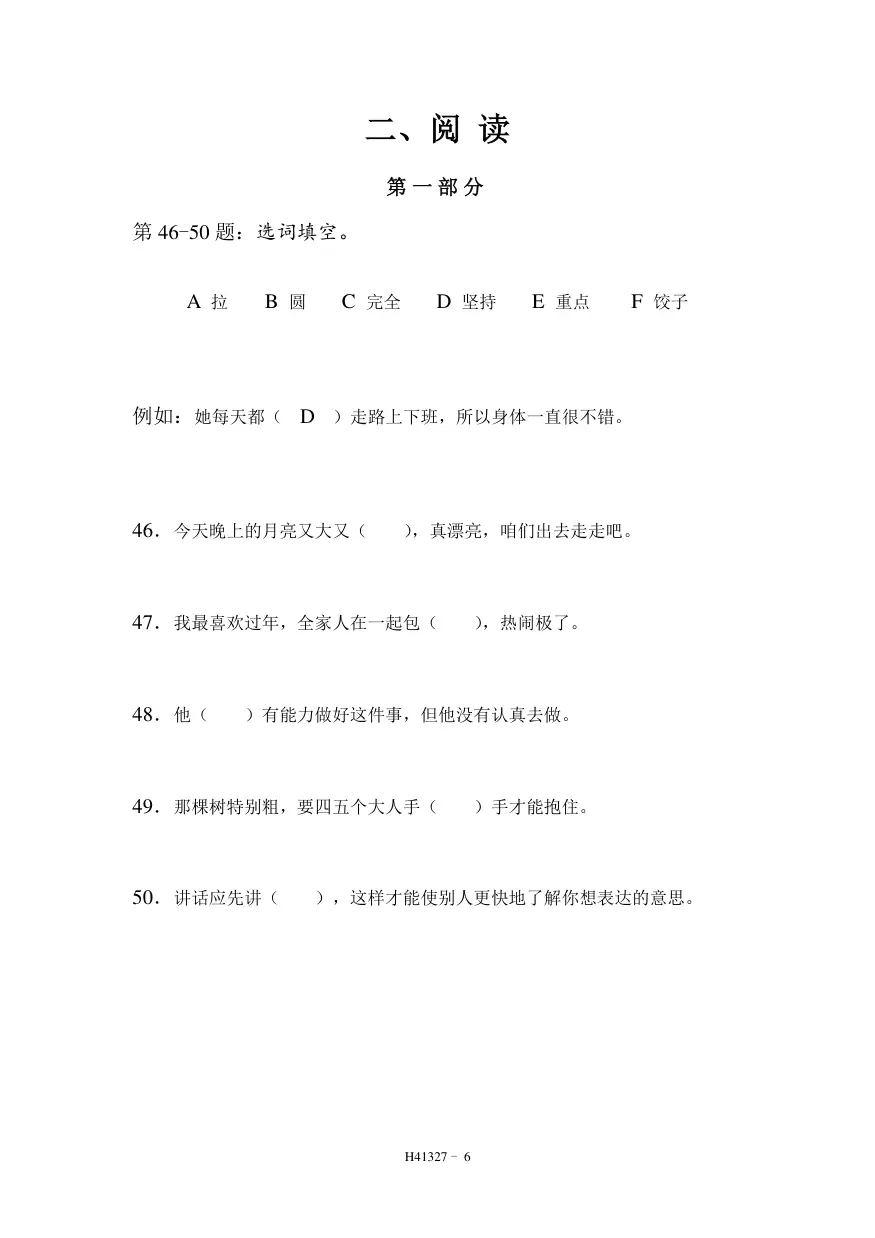 二、阅 读
第 一 部 分
第 46-50 题：选词填空。
A 拉 B 圆 C 完全 D 坚持 E 重点 F 饺子
例如：她每天都（ D ）走路上下班，所以身体一直很不错。
46．今天晚上的月亮又大又（ ），真漂亮，咱们出去走走吧。
47．我最喜欢过年，全家人在一起包（ ），热闹极了。
48．他（ ）有能力做好这件事，但他没有认真去做。
49．那棵树特别粗，要四五个大人手（ ）手才能抱住。
50．讲话应先讲（ ），这样才能使别人更快地了解你想表达的意思。
H41327 - 6